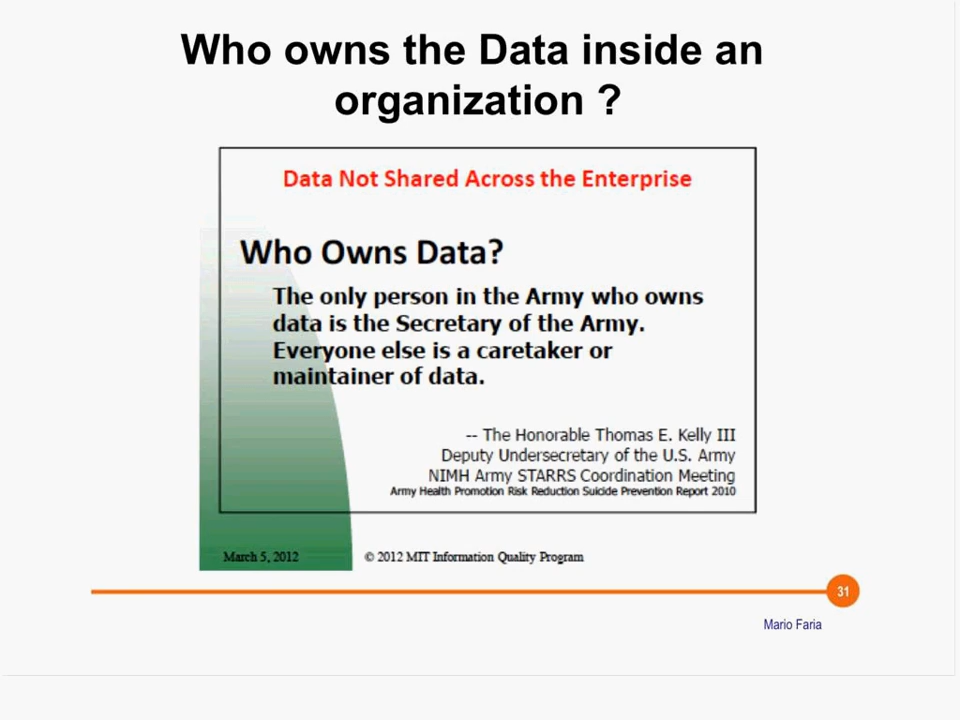 Who owns the Data inside an
organization ?
Data Not Shared Across the Enterprise
Who Owns Data?
The only person in the Army who owns
data is the Secretary of the Army.
Everyone else is a caretaker or
maintainer of data.
-- The Honorable Thomas E. Kelly III
Deputy Undersecretary of the U.S. Army
NIMH Army STARRS Coordination Meeting
Army Health Promotion Risk Reduction Suicide Prevention Report 2010
March 5, 2012 © 2012 MIT Information Quality Program
31
Mario Faria